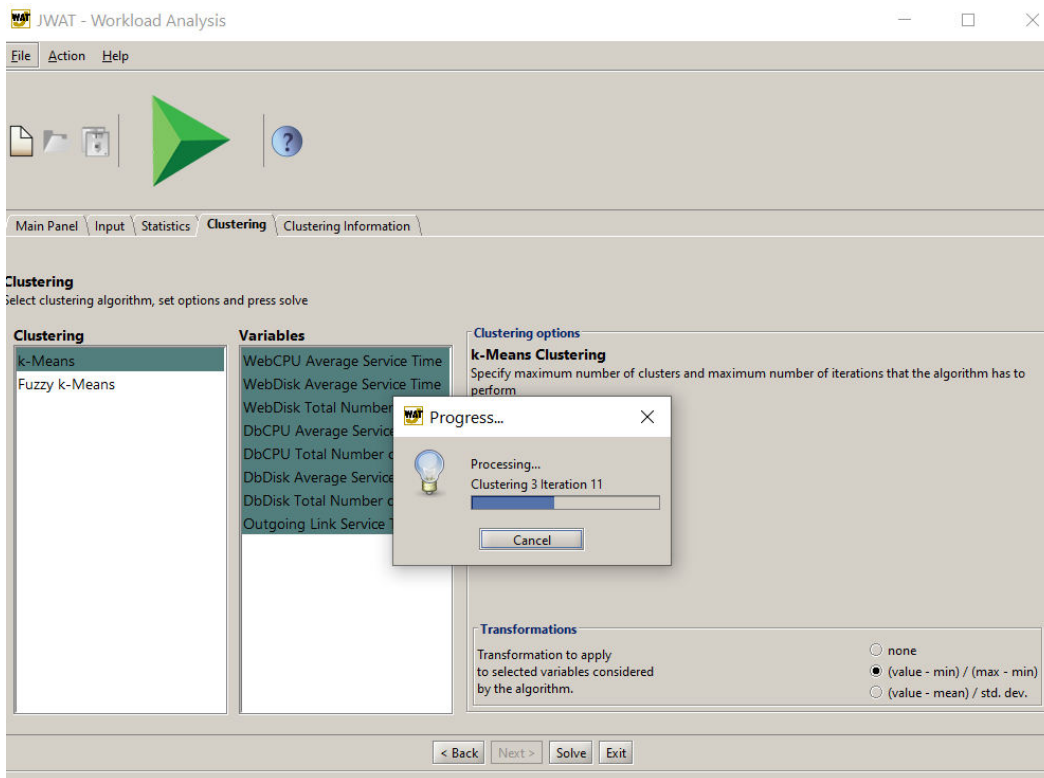 JWAT - Workload Analysis
File Action Help
Main Panel Input Statistics Clustering Clustering Information
Clustering
Select clustering algorithm, set options and press solve
Clustering
k-Means
Fuzzy k-Means
Variables
WebCPU Average Service Time
WebDisk Average Service Time
WebDisk Total Number
DbCPU Average Service
DbCPU Total Number
DbDisk Average Service
DbDisk Total Number
Outgoing Link Service
Clustering options
k-Means Clustering
Specify maximum number of clusters and maximum number of iterations that the algorithm has to
perform
WAT Progress...
Processing...
Clustering 3 Iteration 11
Cancel
Transformations
Transformation to apply
to selected variables considered
by the algorithm.
none
(value - min) / (max - min)
(value - mean) / std. dev.
< Back Next > Solve Exit